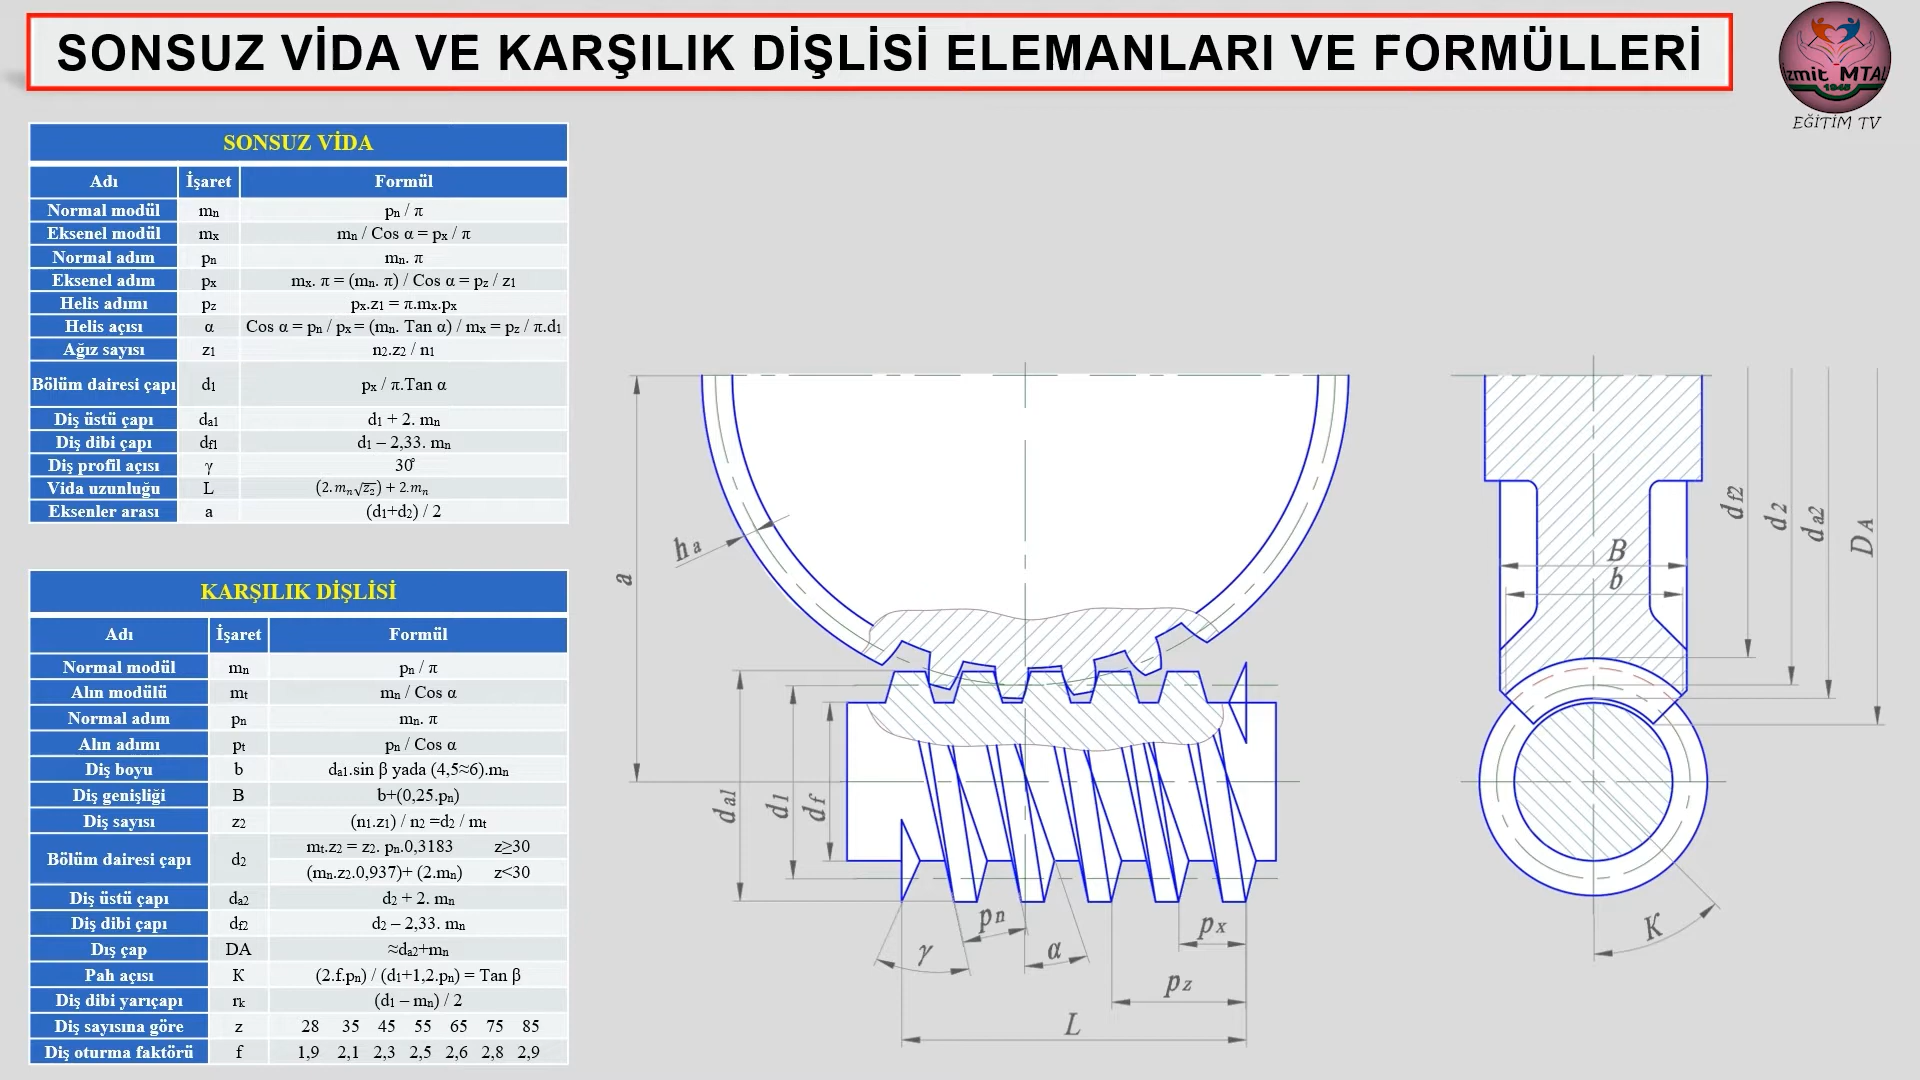 SONSUZ VİDA VE KARŞILIK DİŞLİSİ ELEMANLARI VE FORMÜLLERİ
İzmit MTAL
1945
EĞİTİM TV
SONSUZ VİDA
Adı İşaret Formül
Normal modül mn pn / π
Eksenel modül mx mn / Cos α = px / π
Normal adım pn mn. π
Eksenel adım px mx. π = (mn. π) / Cos α = pz / z1
Helis adımı pz px.z1 = π.mx.px
Helis açısı α Cos α = pn / px = (mn. Tan α) / mx = pz / π.d1
Ağız sayısı z1 n2.z2 / n1
Bölüm dairesi çapı d1 px / π.Tan α
Diş üstü çapı da1 d1 + 2. mn
Diş dibi çapı df1 d1 – 2,33. mn
Diş profil açısı γ 30°
Vida uzunluğu L (2.mn√z2) + 2.mn
Eksenler arası a (d1+d2) / 2
KARŞILIK DİŞLİSİ
Adı İşaret Formül
Normal modül mn pn / π
Alın modülü mt mn / Cos α
Normal adım pn mn. π
Alın adımı pt pn / Cos α
Diş boyu b da1.sin β yada (4,5≈6).mn
Diş genişliği B b+(0,25.pn)
Diş sayısı z2 (n1.z1) / n2 =d2 / mt
Bölüm dairesi çapı d2 mt.z2 = z2. pn.0,3183 z≥30
(mn.z2.0,937)+ (2.mn) z<30
Diş üstü çapı da2 d2 + 2. mn
Diş dibi çapı df2 d2 – 2,33. mn
Dış çap DA ≈da2+mn
Pah açısı K (2.f.pn) / (d1+1,2.pn) = Tan β
Diş dibi yarıçapı rk (d1 – mn) / 2
Diş sayısına göre z 28 35 45 55 65 75 85
Diş oturma faktörü f 1,9 2,1 2,3 2,5 2,6 2,8 2,9
a
ha
da1
d1
df
pn
γ
α
px
pz
L
B
b
df2
d2
da2
DA
K